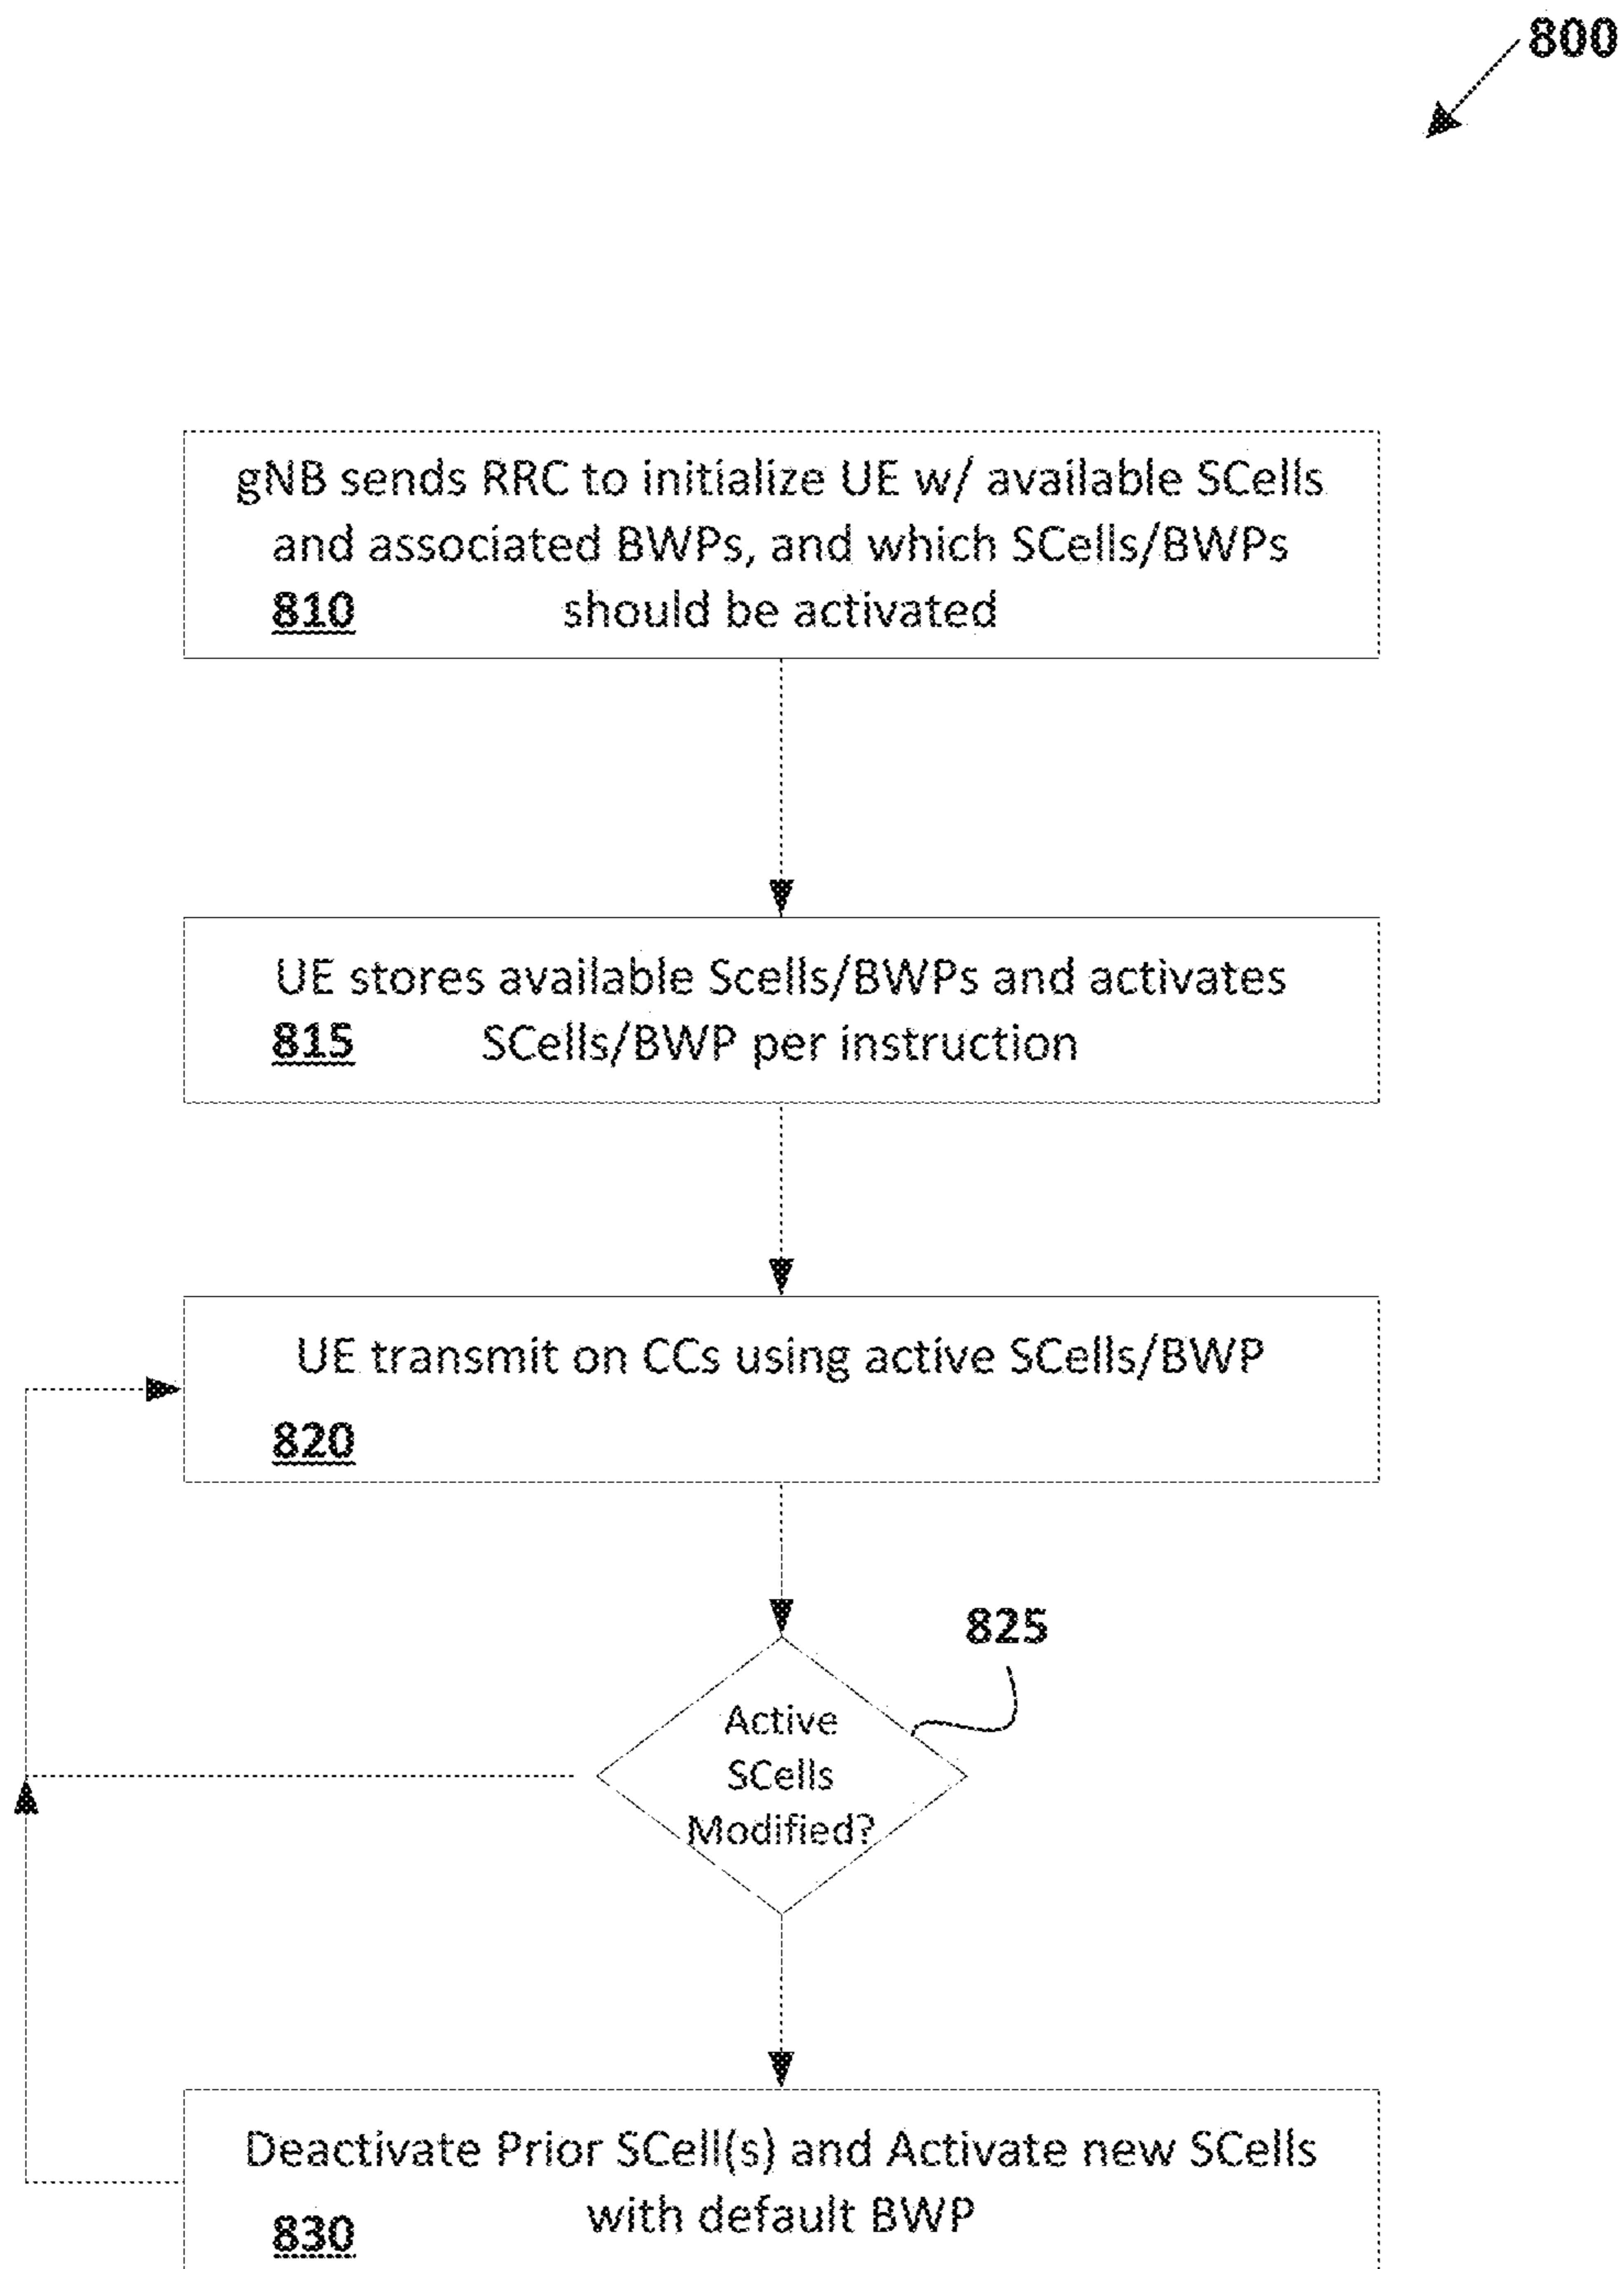 800
gNB sends RRC to initialize UE w/ available SCells
and associated BWPs, and which SCells/BWPs
810 should be activated
UE stores available Scells/BWPs and activates
815 SCells/BWP per instruction
UE transmit on CCs using active SCells/BWP
820
825
Active
SCells
Modified?
Deactivate Prior SCell(s) and Activate new SCells
830 with default BWP